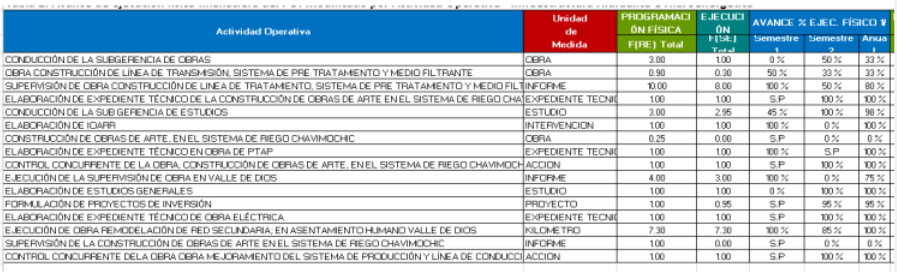 Actividad Operativa Unidad de Medida PROGRAMACI ÓN FÍSICA F(RE) Total EJECUCI ÓN F(SE) Total AVANCE % EJEC. FÍSICO Semestre 1 Semestre 2 Anual
CONDUCCIÓN DE LA SUBGERENCIA DE OBRAS OBRA 3.00 1.00 0 % 50 % 33 %
OBRA CONSTRUCCIÓN DE LÍNEA DE TRANSMISIÓN, SISTEMA DE PRE TRATAMIENTO Y MEDIO FILTRANTE OBRA 0.90 0.30 50 % 33 % 33 %
SUPERVISIÓN DE OBRA CONSTRUCCIÓN DE LINEA DE TRATAMIENTO, SISTEMA DE PRE TRATAMIENTO Y MEDIO FILT INFORME 10.00 8.00 100 % 50 % 80 %
ELABORACIÓN DE EXPEDIENTE TÉCNICO DE LA CONSTRUCCIÓN DE OBRAS DE ARTE EN EL SISTEMA DE RIEGO CHA EXPEDIENTE TECNI 1.00 1.00 S.P 100 % 100 %
CONDUCCIÓN DE LA SUB GERENCIA DE ESTUDIOS ESTUDIO 3.00 2.95 45 % 100 % 98 %
ELABORACIÓN DE IOARR INTERVENCION 1.00 1.00 100 % 0 % 100 %
CONSTRUCCIÓN DE OBRAS DE ARTE, EN EL SISTEMA DE RIEGO CHAVIMOCHIC OBRA 0.25 0.00 S.P 0 % 0 %
ELABORACIÓN DE EXPEDIENTE TÉCNICO EN OBRA DE PTAP EXPEDIENTE TECNI 1.00 1.00 100 % S.P 100 %
CONTROL CONCURRENTE DE LA OBRA, CONSTRUCCIÓN DE OBRAS DE ARTE, EN EL SISTEMA DE RIEGO CHAVIMOCH ACCION 1.00 1.00 S.P 100 % 100 %
EJECUCIÓN DE LA SUPERVISIÓN DE OBRA EN VALLE DE DIOS INFORME 4.00 3.00 100 % 0 % 75 %
ELABORACIÓN DE ESTUDIOS GENERALES ESTUDIO 1.00 1.00 0 % 100 % 100 %
FORMULACIÓN DE PROYECTOS DE INVERSIÓN PROYECTO 1.00 0.95 S.P 95 % 95 %
ELABORACIÓN DE EXPEDIENTE TÉCNICO DE OBRA ELÉCTRICA EXPEDIENTE TECNI 1.00 1.00 S.P 100 % 100 %
EJECUCIÓN DE OBRA REMODELACIÓN DE RED SECUNDARIA; EN ASENTAMIENTO HUMANO VALLE DE DIOS KILOMETRO 7.30 7.30 100 % 85 % 100 %
SUPERVISIÓN DE LA CONSTRUCCIÓN DE OBRAS DE ARTE EN EL SISTEMA DE RIEGO CHAVIMOCHIC INFORME 1.00 0.00 S.P 0 % 0 %
CONTROL CONCURRENTE DELA OBRA OBRA MEJORAMIENTO DEL SISTEMA DE PRODUCCIÓN Y LÍNEA DE CONDUCCI ACCION 1.00 1.00 S.P 100 % 100 %